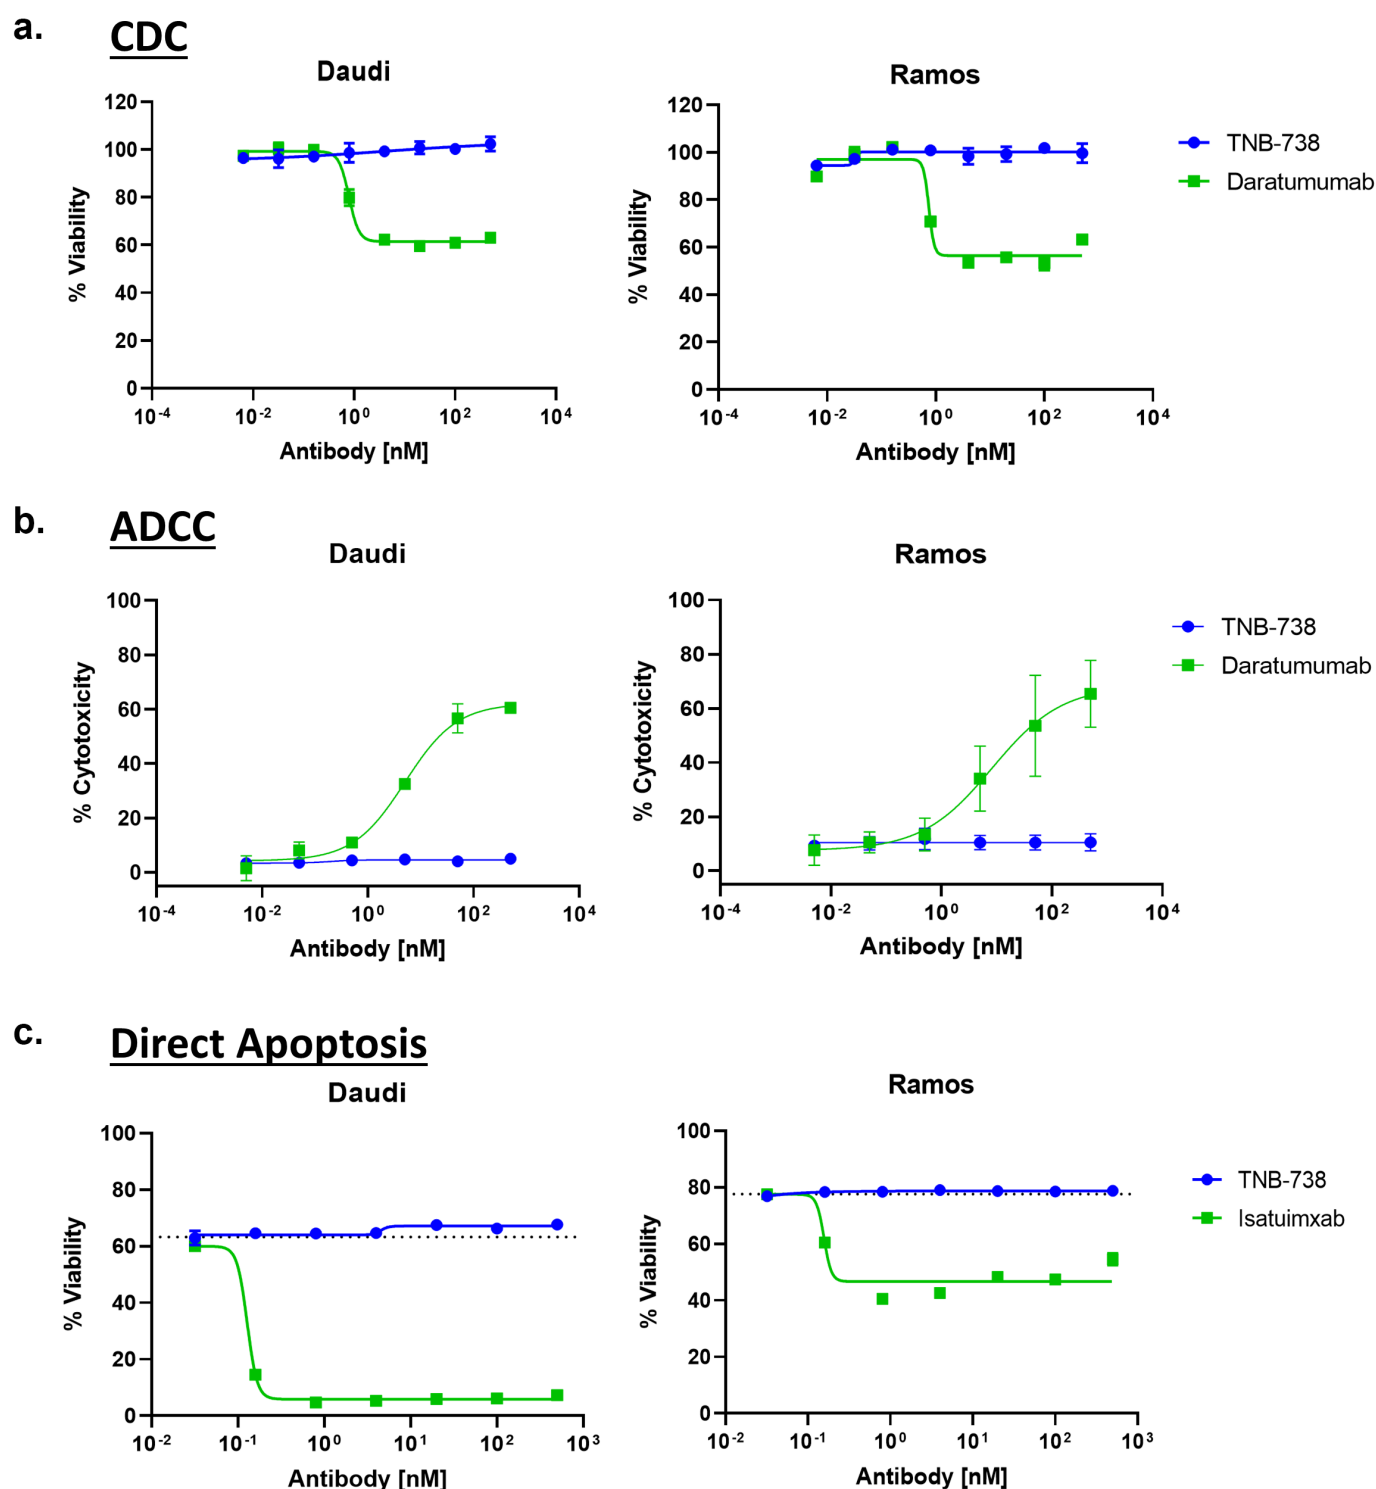 a.
CDC
Daudi
120
100
80
60
40
20
0
% Viability
10-4
10-2
100
102
104
Antibody [nM]
Ramos
120
100
80
60
40
20
0
% Viability
10-4
10-2
100
102
104
Antibody [nM]
TNB-738
Daratumumab
b.
ADCC
Daudi
100
80
60
40
20
0
% Cytotoxicity
10-4
10-2
100
102
104
Antibody [nM]
Ramos
100
80
60
40
20
0
% Cytotoxicity
10-4
10-2
100
102
104
Antibody [nM]
TNB-738
Daratumumab
c.
Direct Apoptosis
Daudi
100
80
60
40
20
0
% Viability
10-2
10-1
100
101
102
103
Antibody [nM]
Ramos
100
80
60
40
20
0
% Viability
10-2
10-1
100
101
102
103
Antibody [nM]
TNB-738
Isatuimxab